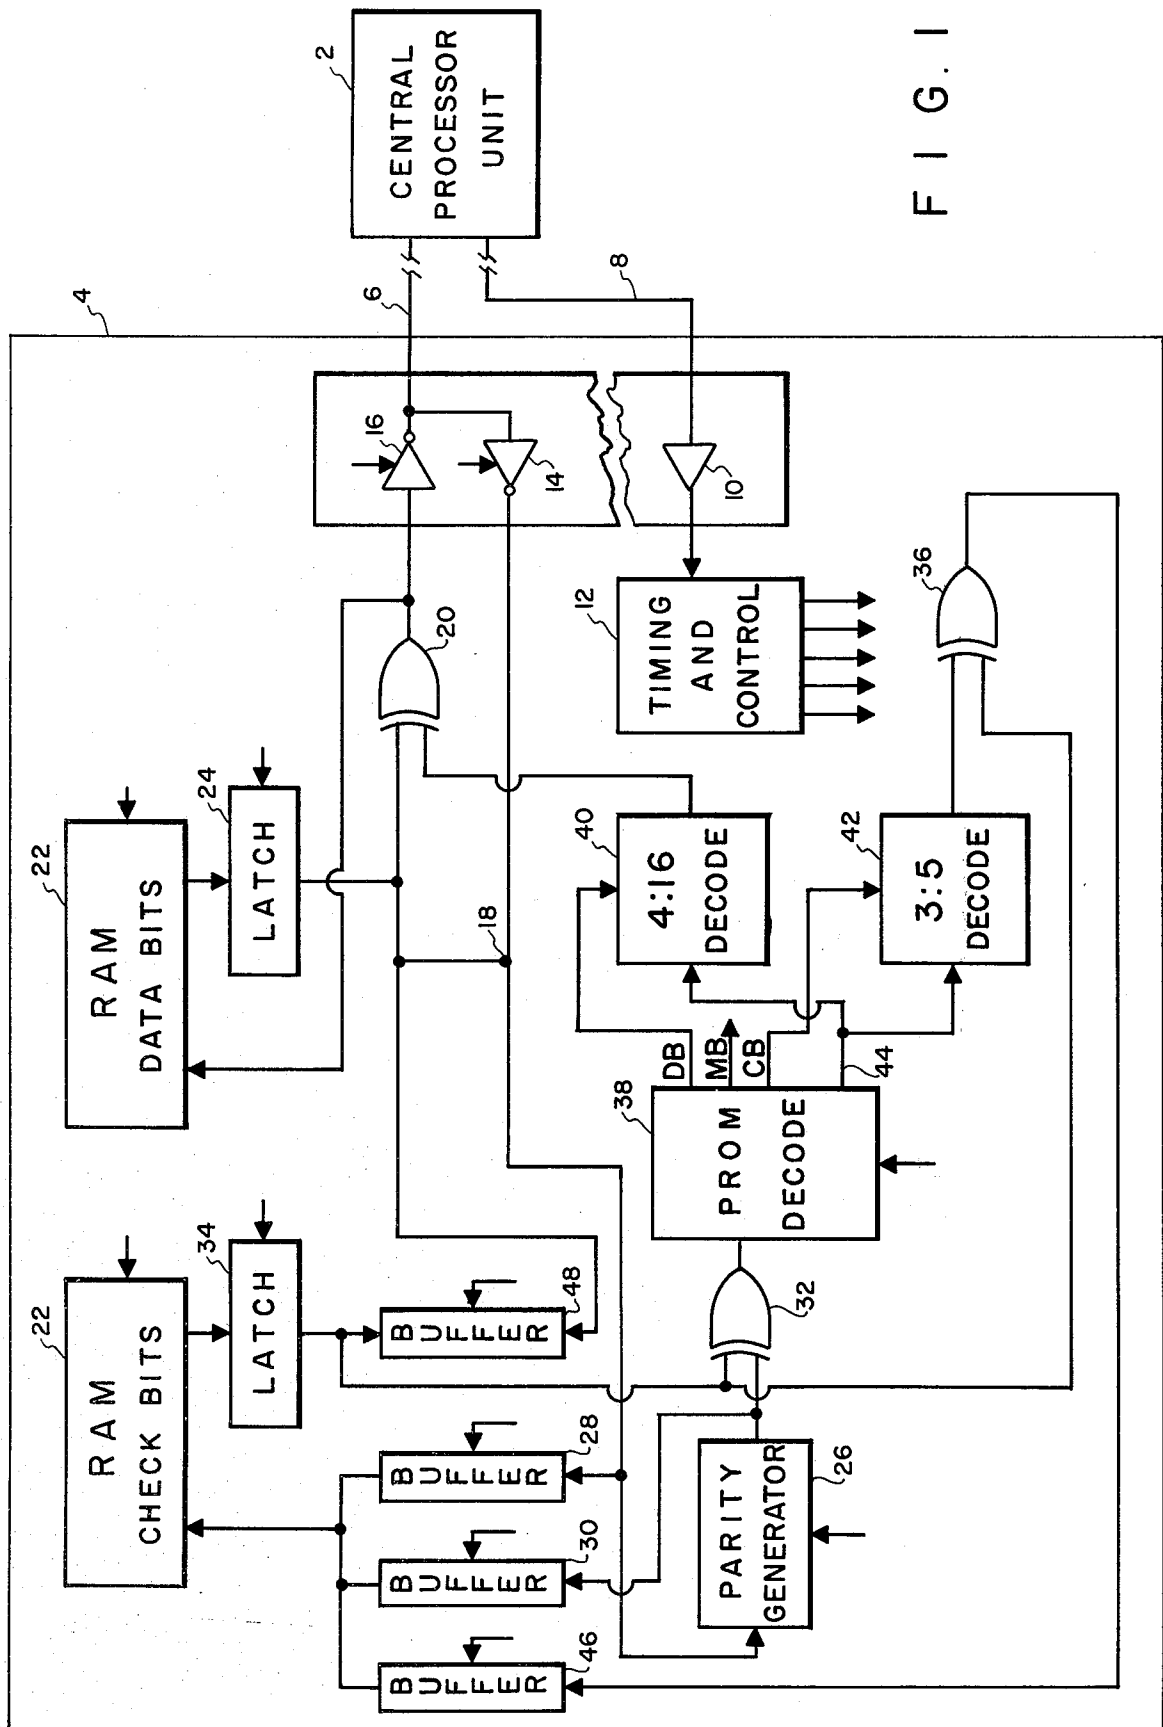 4
22
RAM
CHECK BITS
34
LATCH
22
RAM
DATA BITS
24
LATCH
46
BUFFER
30
BUFFER
28
BUFFER
48
BUFFER
20
16
14
6
2
CENTRAL
PROCESSOR
UNIT
8
10
18
12
TIMING
AND
CONTROL
26
PARITY
GENERATOR
32
38
PROM
DECODE
DB
MB
CB
44
40
4:16
DECODE
42
3:5
DECODE
36
FIG. 1